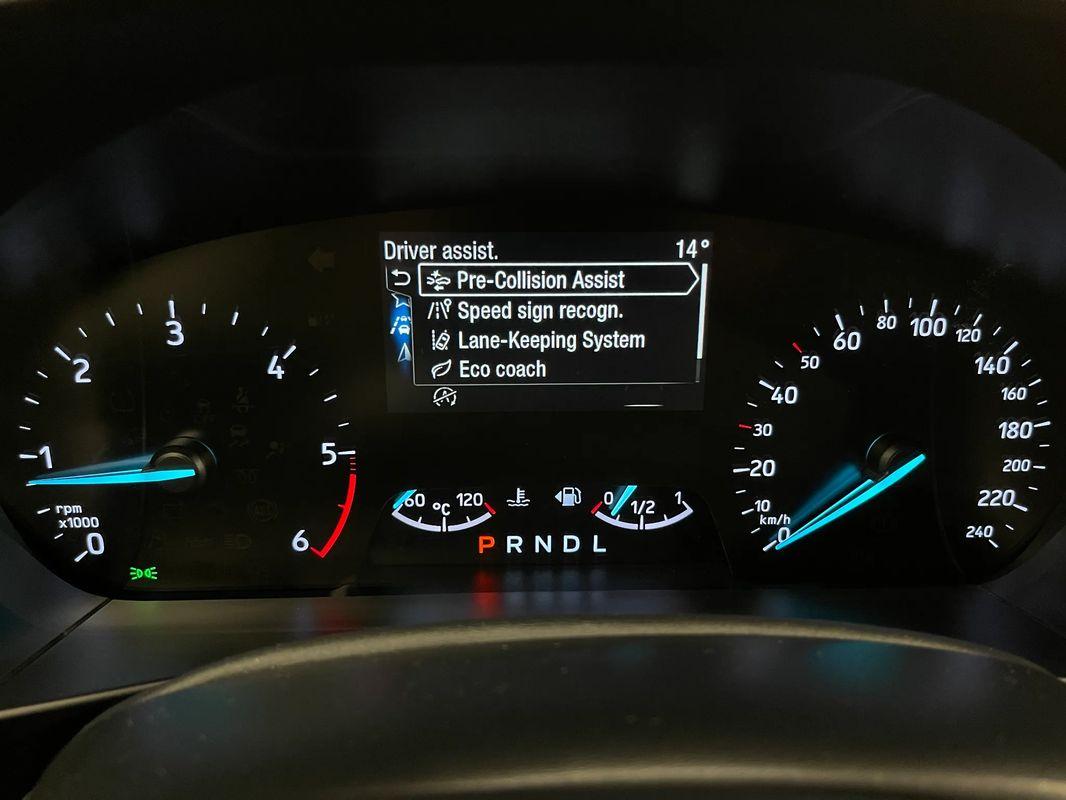 Driver assist. 14°
Pre-Collision Assist
Speed sign recogn.
Lane-Keeping System
Eco coach
0
1
2
3
4
5
6
rpm
x1000
60 °C 120
0 1/2 1
P R N D L
0
10
20
30
40
50
60
80
100
120
140
160
180
200
220
240
km/h